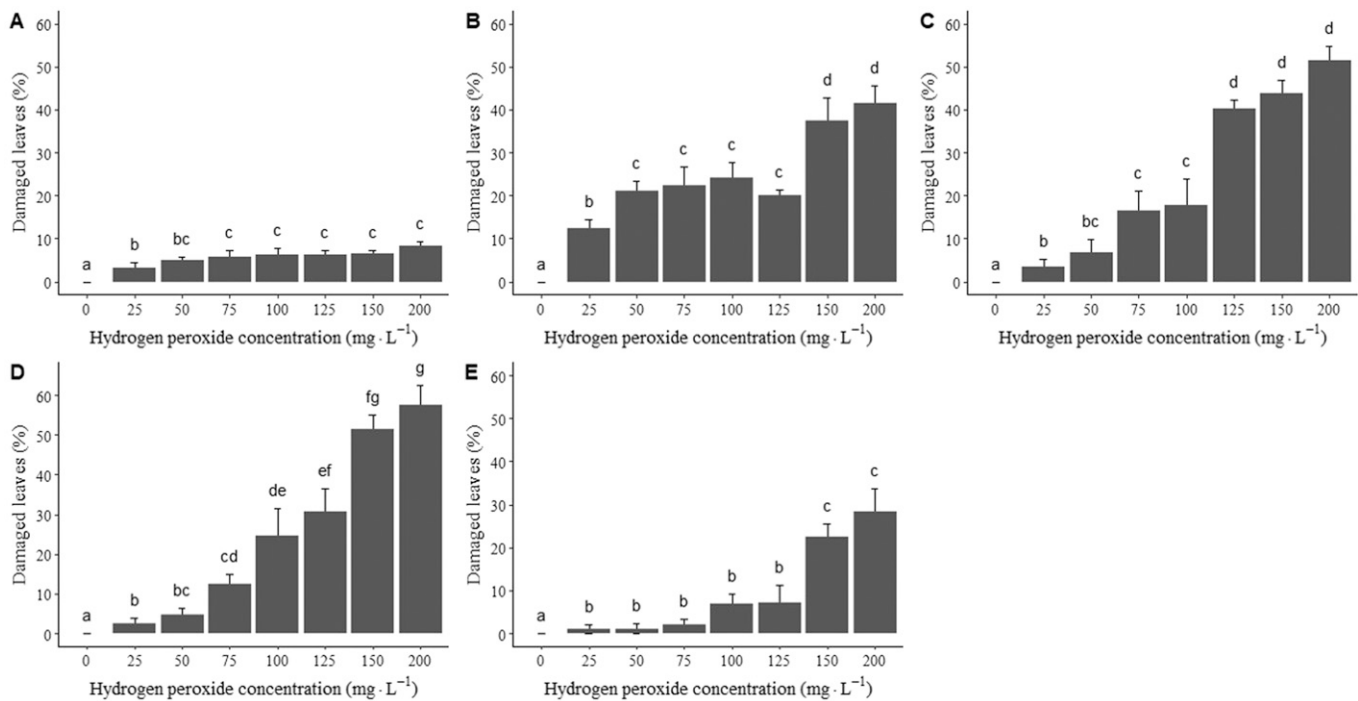 A
Damaged leaves (%)
60
50
40
30
20
10
0
a
b
bc
c
c
c
c
c
0 25 50 75 100 125 150 200
Hydrogen peroxide concentration (mg · L⁻¹)
B
Damaged leaves (%)
60
50
40
30
20
10
0
a
b
c
c
c
c
d
d
0 25 50 75 100 125 150 200
Hydrogen peroxide concentration (mg · L⁻¹)
C
Damaged leaves (%)
60
50
40
30
20
10
0
a
b
bc
c
c
d
d
d
0 25 50 75 100 125 150 200
Hydrogen peroxide concentration (mg · L⁻¹)
D
Damaged leaves (%)
60
50
40
30
20
10
0
a
b
bc
cd
de
ef
fg
g
0 25 50 75 100 125 150 200
Hydrogen peroxide concentration (mg · L⁻¹)
E
Damaged leaves (%)
60
50
40
30
20
10
0
a
b
b
b
b
b
c
c
0 25 50 75 100 125 150 200
Hydrogen peroxide concentration (mg · L⁻¹)